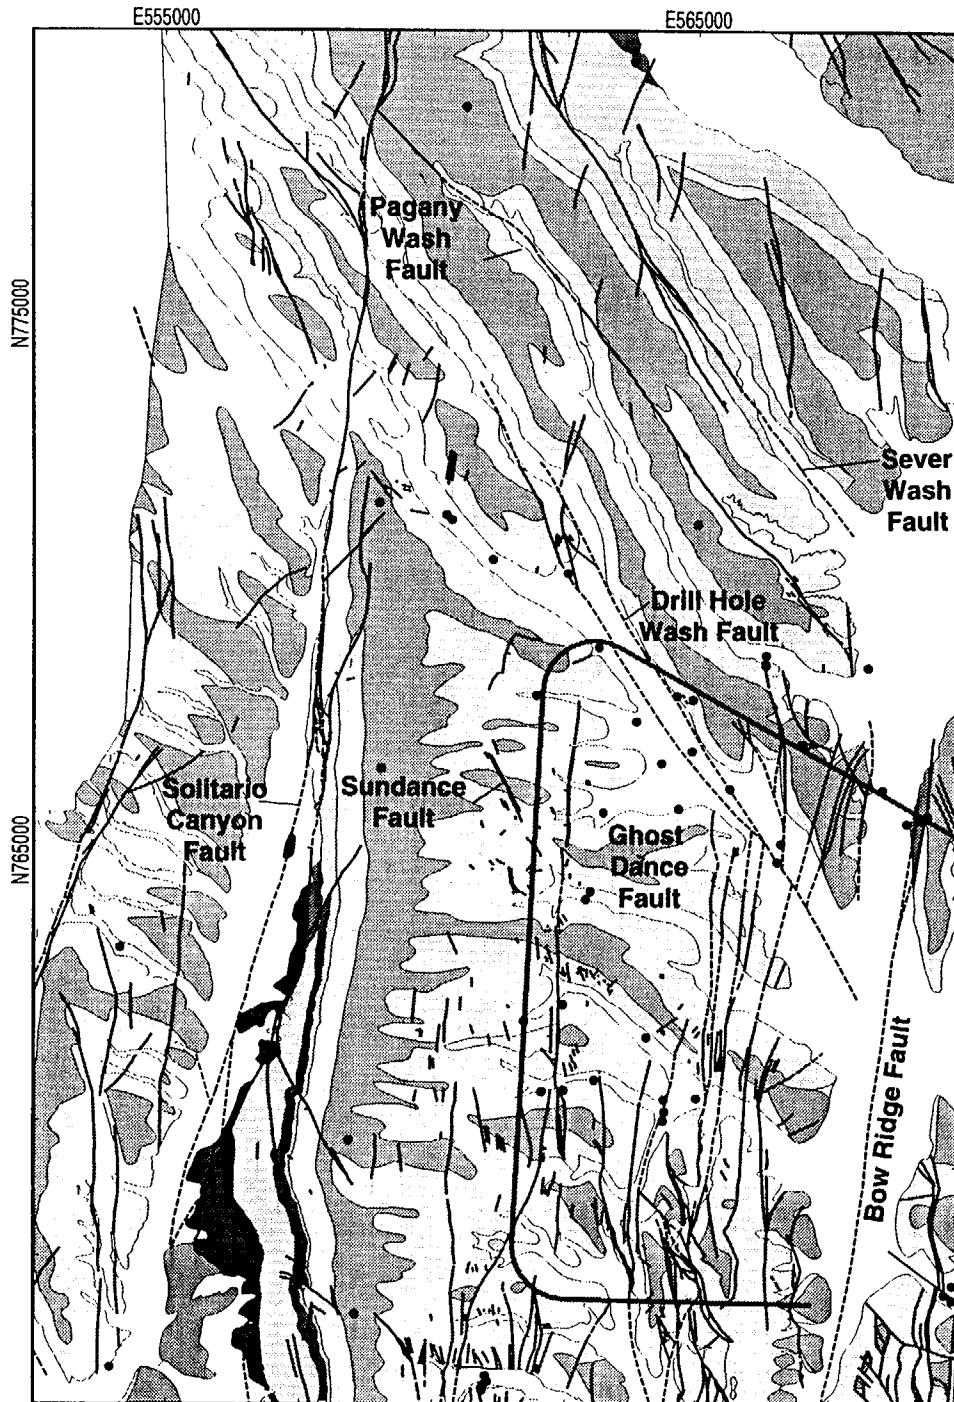 E555000
E565000
N775000
N765000
Pagany
Wash
Fault
Sever
Wash
Fault
Drill Hole
Wash Fault
Solitario
Canyon
Fault
Sundance
Fault
Ghost
Dance
Fault
Bow Ridge Fault